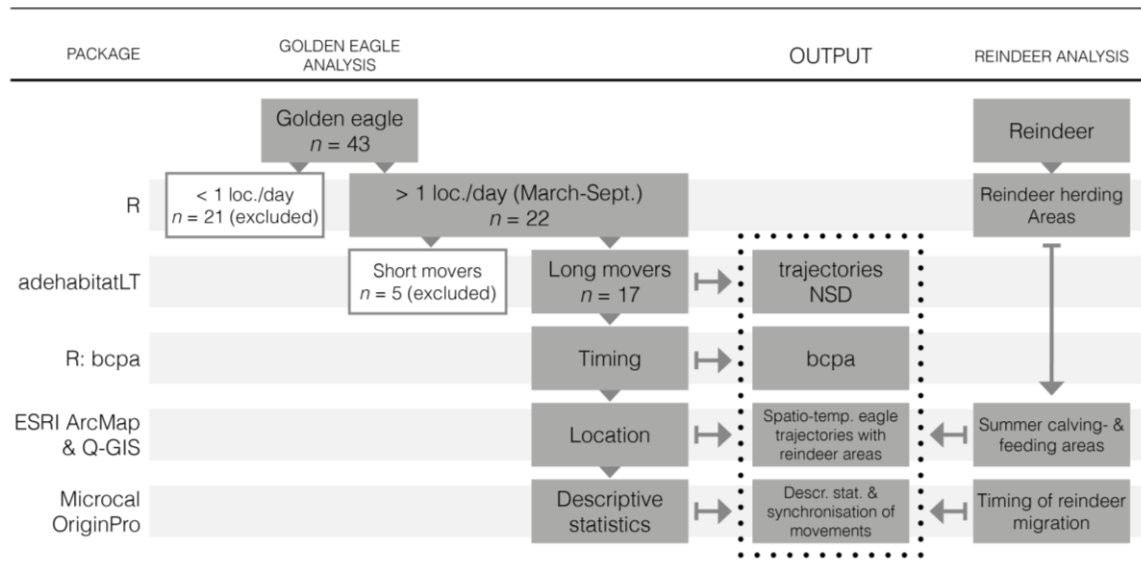 PACKAGE
GOLDEN EAGLE
ANALYSIS
OUTPUT
REINDEER ANALYSIS
Golden eagle
n = 43
Reindeer
R
< 1 loc./day
n = 21 (excluded)
> 1 loc./day (March-Sept.)
n = 22
Reindeer herding
Areas
adehabitatLT
Short movers
n = 5 (excluded)
Long movers
n = 17
trajectories
NSD
R: bcpa
Timing
bcpa
ESRI ArcMap
& Q-GIS
Location
Spatio-temp. eagle
trajectories with
reindeer areas
Summer calving- &
feeding areas
Microcal
OriginPro
Descriptive
statistics
Descr. stat. &
synchronisation of
movements
Timing of reindeer
migration